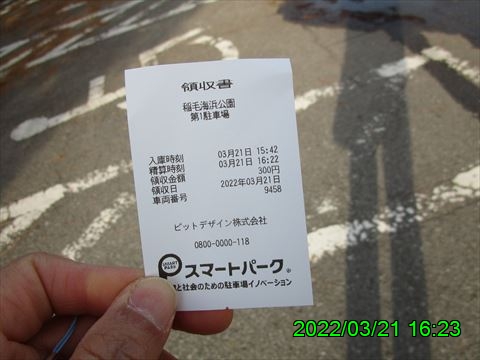 領収書
稲毛海浜公園
第1駐車場
入庫時刻 03月21日 15:42
精算時刻 03月21日 16:22
領収金額 300円
領収日 2022年03月21日
車両番号 9458
ピットデザイン株式会社
0800-0000-118
SMART PARK スマートパーク®
と社会のための駐車場イノベーション
2022/03/21 16:23